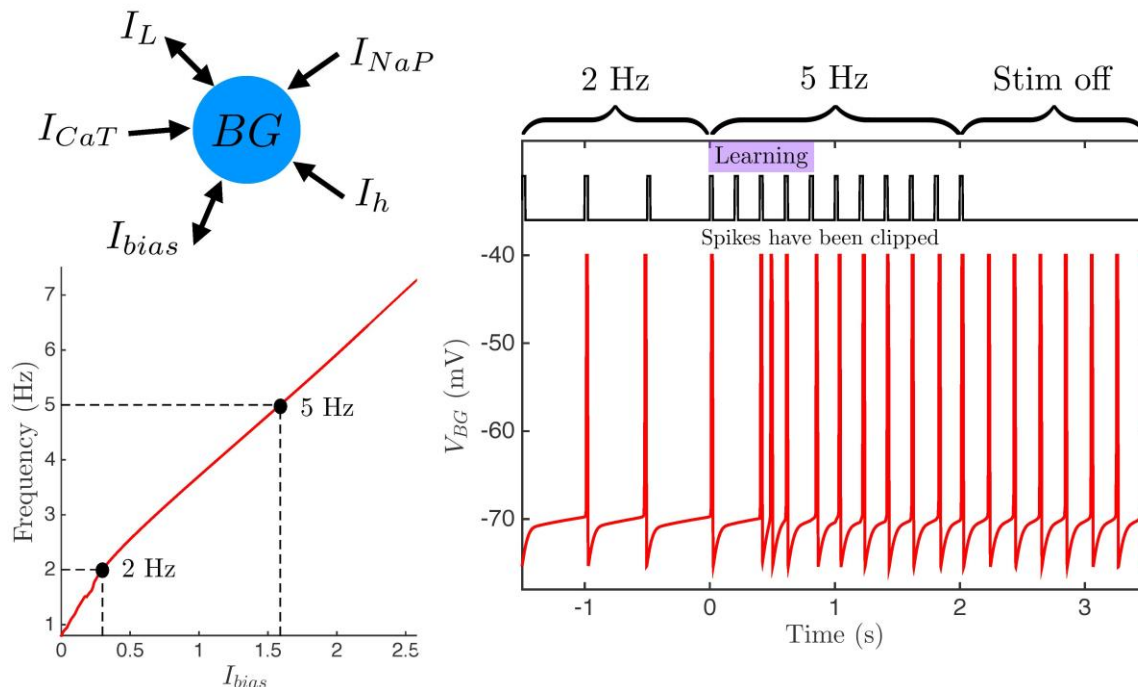 I_L
I_NaP
I_CaT
BG
I_h
I_bias
Frequency (Hz)
7
6
5
4
3
2
1
5 Hz
2 Hz
0
0.5
1
1.5
2
2.5
I_bias
2 Hz
5 Hz
Stim off
Learning
Spikes have been clipped
V_BG (mV)
-40
-50
-60
-70
-1
0
1
2
3
Time (s)